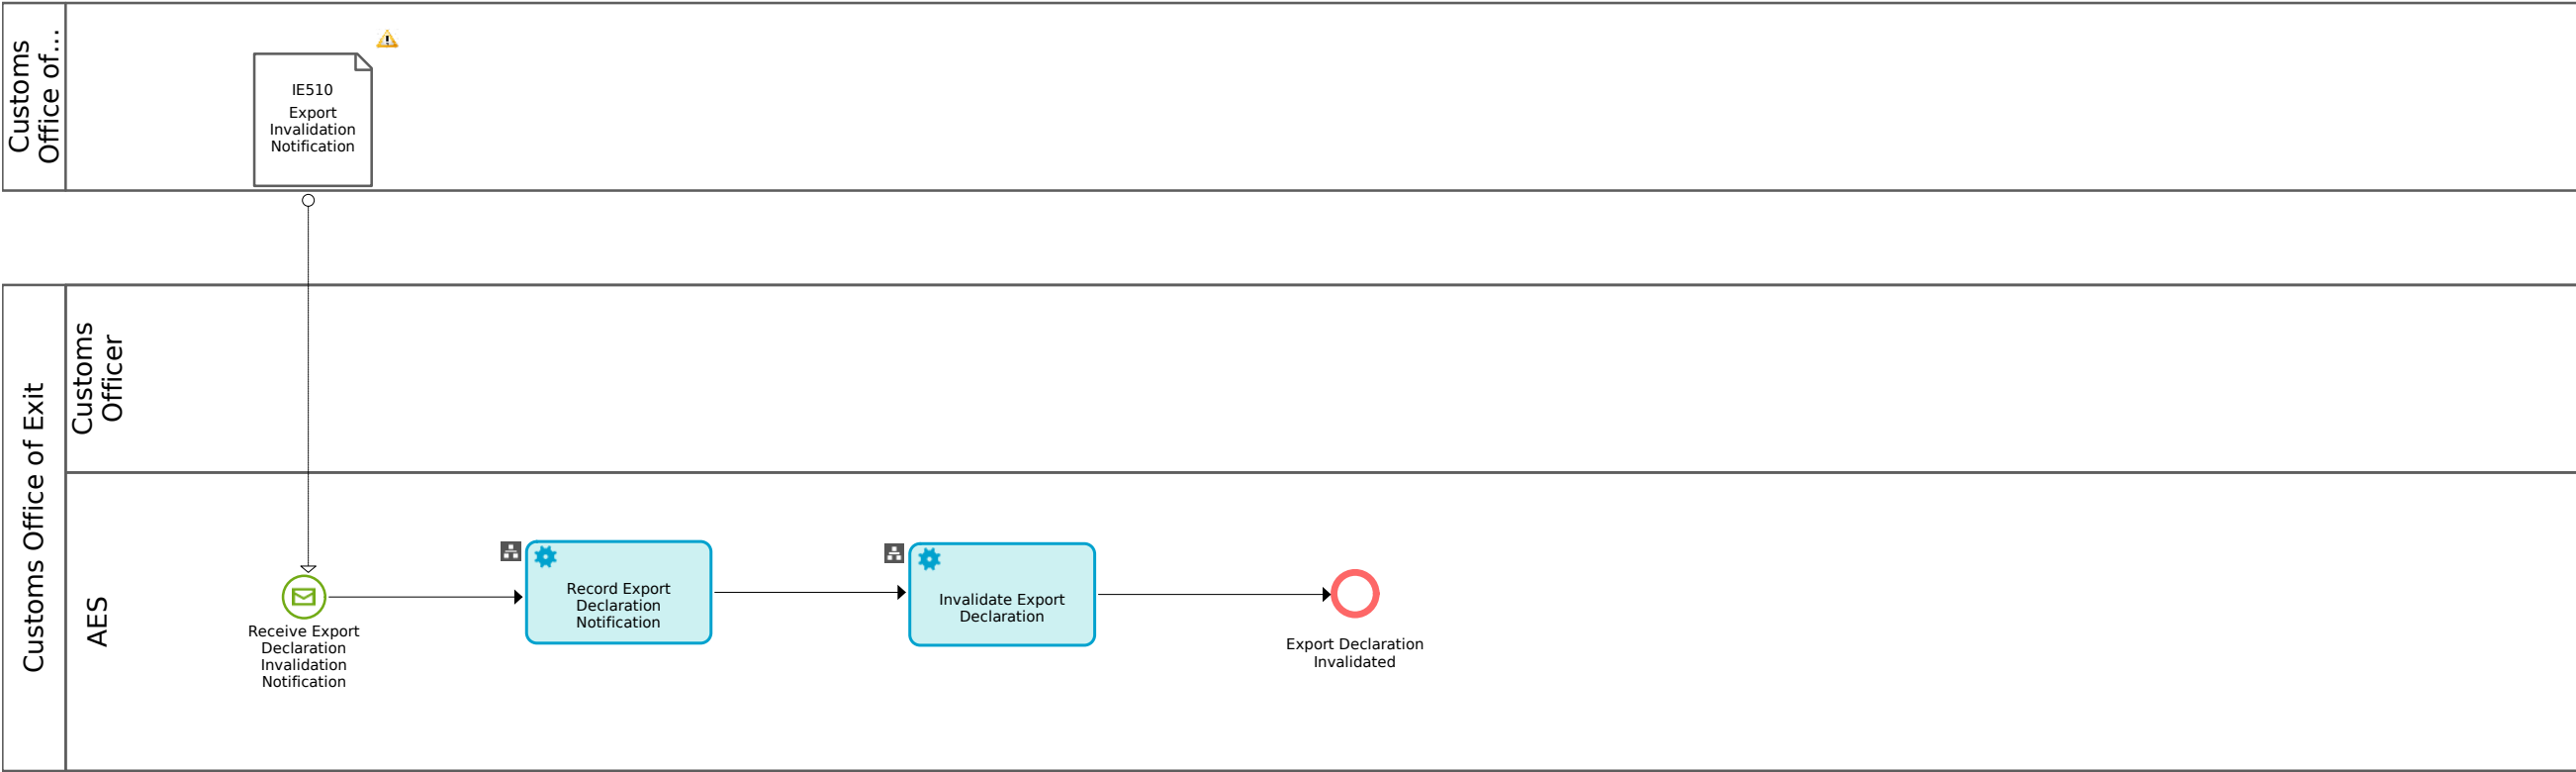 Customs
Office of...
IE510
Export
Invalidation
Notification
Customs Office of Exit
Customs
Officer
AES
Receive Export
Declaration
Invalidation
Notification
Record Export
Declaration
Notification
Invalidate Export
Declaration
Export Declaration
Invalidated